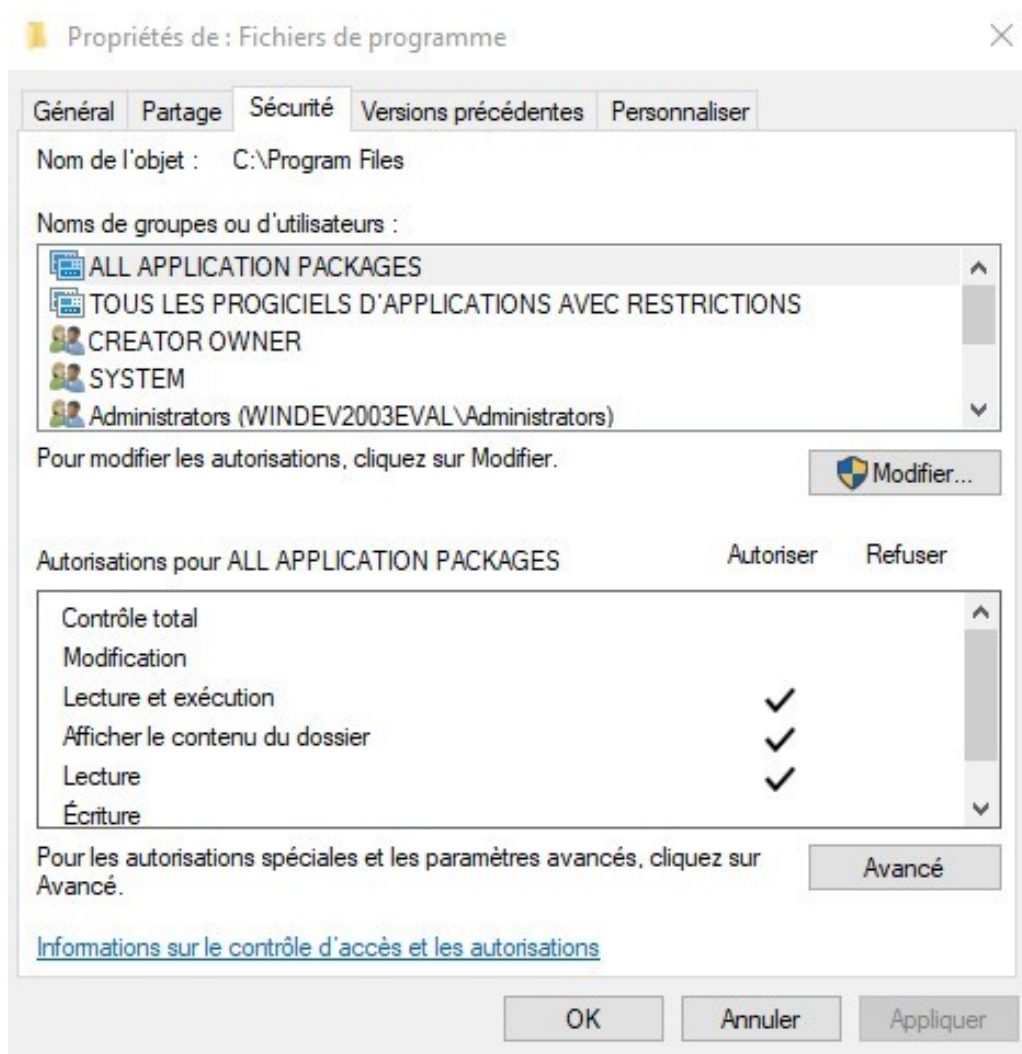 Propriétés de : Fichiers de programme
Général Partage Sécurité Versions précédentes Personnaliser
Nom de l'objet : C:\Program Files
Noms de groupes ou d'utilisateurs :
ALL APPLICATION PACKAGES
TOUS LES PROGICIELS D'APPLICATIONS AVEC RESTRICTIONS
CREATOR OWNER
SYSTEM
Administrators (WINDEV2003EVAL\Administrators)
Pour modifier les autorisations, cliquez sur Modifier.
Modifier...
Autorisations pour ALL APPLICATION PACKAGES Autoriser Refuser
Contrôle total
Modification
Lecture et exécution
Afficher le contenu du dossier
Lecture
Écriture
Pour les autorisations spéciales et les paramètres avancés, cliquez sur
Avancé.
Avancé
Informations sur le contrôle d'accès et les autorisations
OK Annuler Appliquer